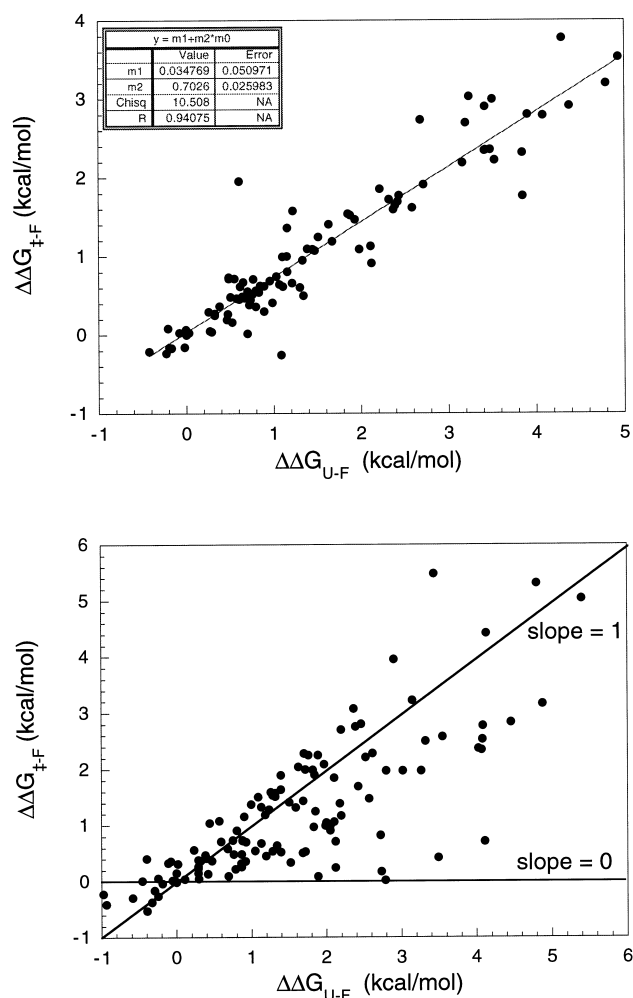 4
y = m1+m2*m0
Value Error
m1 0.034769 0.050971
m2 0.7026 0.025983
Chisq 10.508 NA
R 0.94075 NA
3
2
1
0
-1
ΔΔG‡-F (kcal/mol)
-1 0 1 2 3 4 5
ΔΔGU-F (kcal/mol)
6
5
4
3
2
1
0
-1
ΔΔG‡-F (kcal/mol)
slope = 1
slope = 0
-1 0 1 2 3 4 5 6
ΔΔGU-F (kcal/mol)